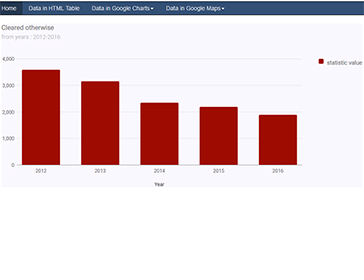 Home Data in HTML Table Data in Google Charts Data in Google Maps
Cleared otherwise
from years : 2012-2016
statistic value
4,000
3,000
2,000
1,000
0
2012 2013 2014 2015 2016
Year